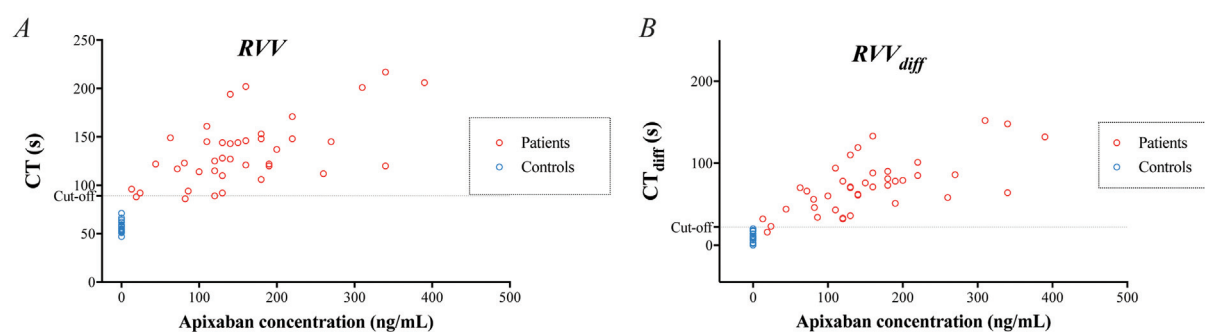 A
RVV
CT (s)
250
200
150
100
Cut-off
50
0
0 100 200 300 400 500
Apixaban concentration (ng/mL)
Patients
Controls
B
RVVdiff
CTdiff (s)
200
100
Cut-off
0
0 100 200 300 400 500
Apixaban concentration (ng/mL)
Patients
Controls